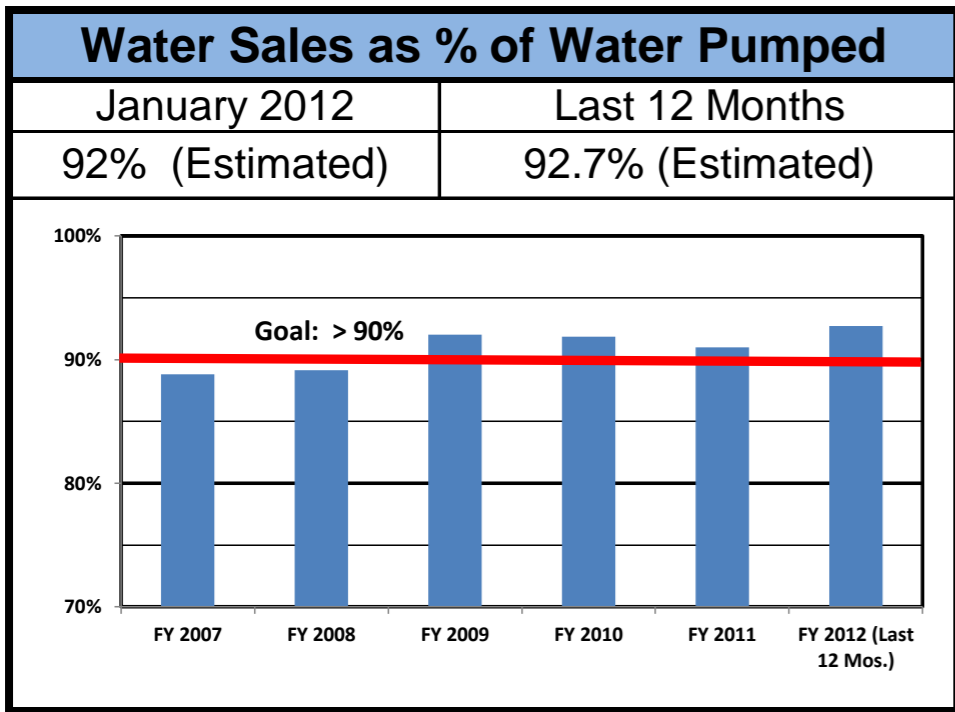 Water Sales as % of Water Pumped
January 2012
Last 12 Months
92%  (Estimated)
92.7% (Estimated)
100%
Goal:  > 90%
90%
80%
70%
FY 2007
FY 2008
FY 2009
FY 2010
FY 2011
FY 2012 (Last
12 Mos.)